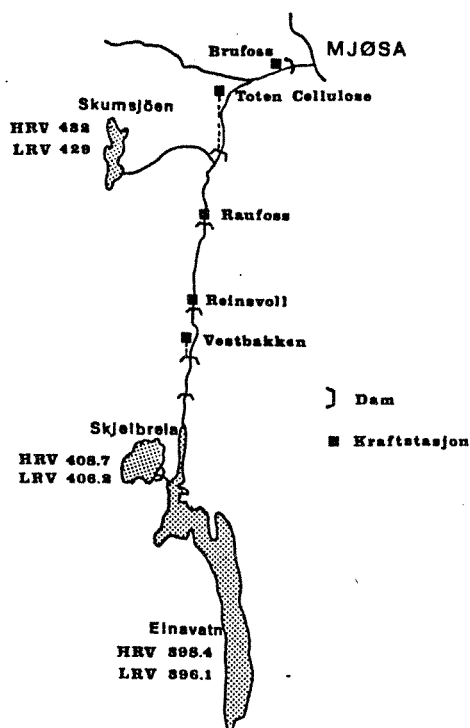 Brufoss
MJØSA
Toten Cellulose
Skumsjöen
HRV 432
LRV 429
Raufoss
Reinsvoll
Vestbakken
Dam
Kraftstasjon
Skjelbreia
HRV 408.7
LRV 406.2
Einavatn
HRV 398.4
LRV 396.1